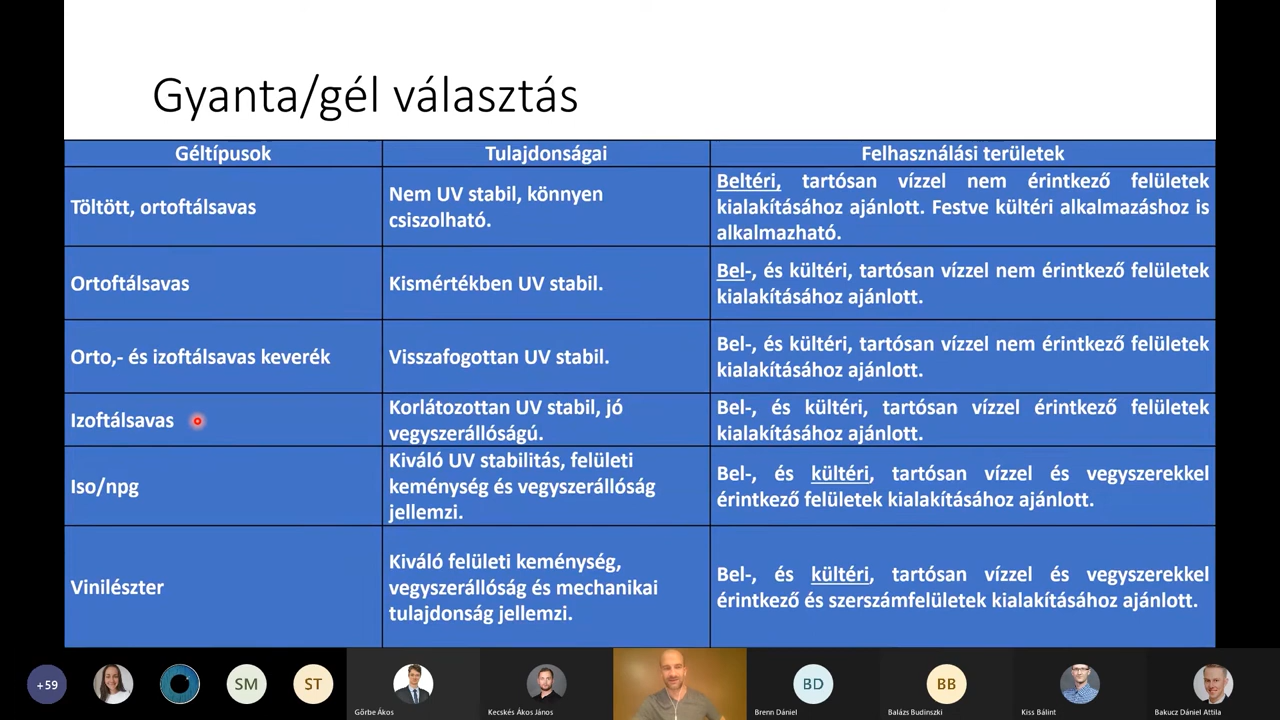 Gyanta/gél választás
Géltípusok
Tulajdonságai
Felhasználási területek
Töltött, ortoftálsavas
Nem UV stabil, könnyen
csiszolható.
Beltéri, tartósan vízzel nem érintkező felületek
kialakításához ajánlott. Festve kültéri alkalmazáshoz is
alkalmazható.
Ortoftálsavas
Kismértékben UV stabil.
Bel-, és kültéri, tartósan vízzel nem érintkező felületek
kialakításához ajánlott.
Orto,- és izoftálsavas keverék
Visszafogottan UV stabil.
Bel-, és kültéri, tartósan vízzel nem érintkező felületek
kialakításához ajánlott.
Izoftálsavas
Korlátozottan UV stabil, jó
vegyszerállóságú.
Bel-, és kültéri, tartósan vízzel érintkező felületek
kialakításához ajánlott.
Iso/npg
Kiváló UV stabilitás, felületi
keménység és vegyszerállóság
jellemzi.
Bel-, és kültéri, tartósan vízzel és vegyszerekkel
érintkező felületek kialakításához ajánlott.
Vinilészter
Kiváló felületi keménység,
vegyszerállóság és mechanikai
tulajdonság jellemzi.
Bel-, és kültéri, tartósan vízzel és vegyszerekkel
érintkező és szerszámfelületek kialakításához ajánlott.
+59
SM
ST
BD
BB
Gőrbe Ákos
Kecskés Ákos János
Brenn Dániel
Balázs Budinszki
Kiss Bálint
Bakucz Dániel Attila